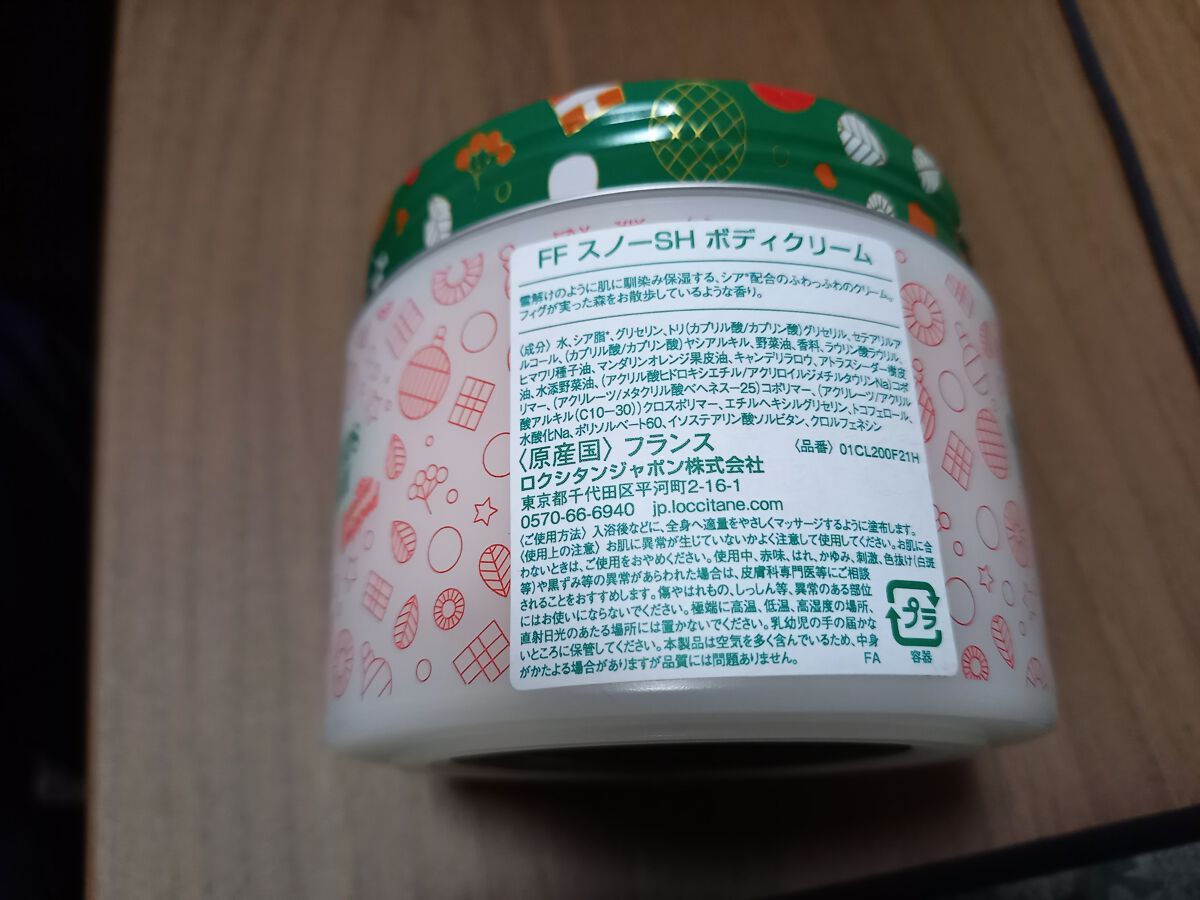 FF スノーSH ボディクリーム
雪解けのように肌に馴染み保湿する、シア*配合のふわっふわのクリーム。
フィグが実った森をお散歩しているような香り。
〈成分〉水、シア脂*、グリセリン、トリ(カプリル酸/カプリン酸)グリセリル、セテアリルア
ルコール、(カプリル酸/カプリン酸)ヤシアルキル、野菜油、香料、ラウリン酸ラウリル、
ヒマワリ種子油、マンダリンオレンジ果皮油、キャンデリラロウ、アトラスシーダー樹皮
油、水添野菜油、(アクリル酸ヒドロキシエチル/アクリロイルジメチルタウリンNa)コポ
リマー、(アクリレーツ/メタクリル酸ベヘネス-25)コポリマー、(アクリレーツ/アクリル
酸アルキル(C10-30))クロスポリマー、エチルヘキシルグリセリン、トコフェロール、
水酸化Na、ポリソルベート60、イソステアリン酸ソルビタン、クロルフェネシン
〈原産国〉フランス 〈品番〉01CL200F21H
ロクシタンジャポン株式会社
東京都千代田区平河町2-16-1
0570-66-6940 jp.loccitane.com
〈ご使用方法〉入浴後などに、全身へ適量をやさしくマッサージするように塗布します。
〈使用上の注意〉お肌に異常が生じていないかよく注意して使用してください。お肌に合
わないときは、ご使用をおやめください。使用中、赤味、はれ、かゆみ、刺激、色抜け(白斑
等)や黒ずみ等の異常があらわれた場合は、皮膚科専門医等にご相談
されることをおすすめします。傷やはれもの、しっしん等、異常のある部位
にはお使いにならないでください。極端に高温、低温、高湿度の場所、
直射日光のあたる場所には置かないでください。乳幼児の手の届かな
いところに保管してください。本製品は空気を多く含んでいるため、中身
がかたよる場合がありますが品質には問題ありません。
FA
プラ
容器